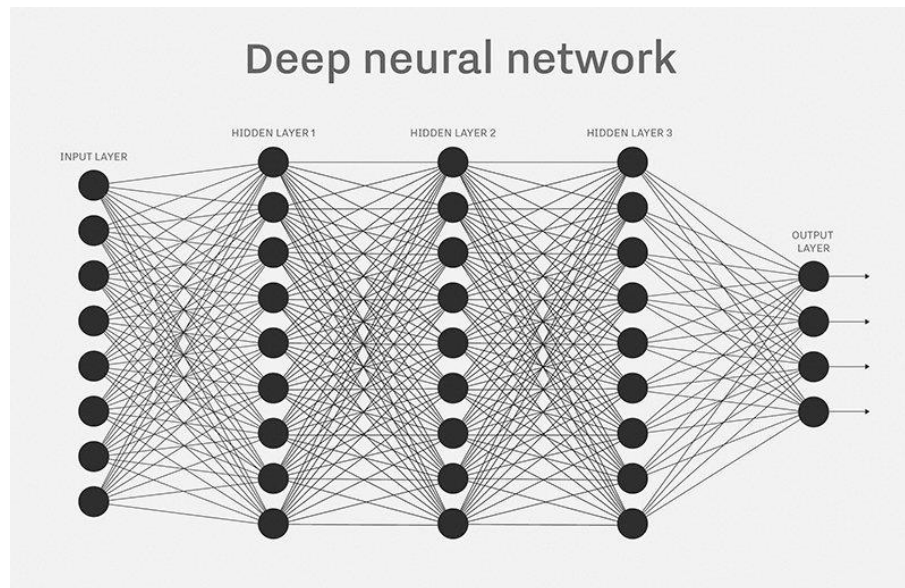 Deep neural network
HIDDEN LAYER 1
HIDDEN LAYER 2
HIDDEN LAYER 3
INPUT LAYER
OUTPUT
LAYER